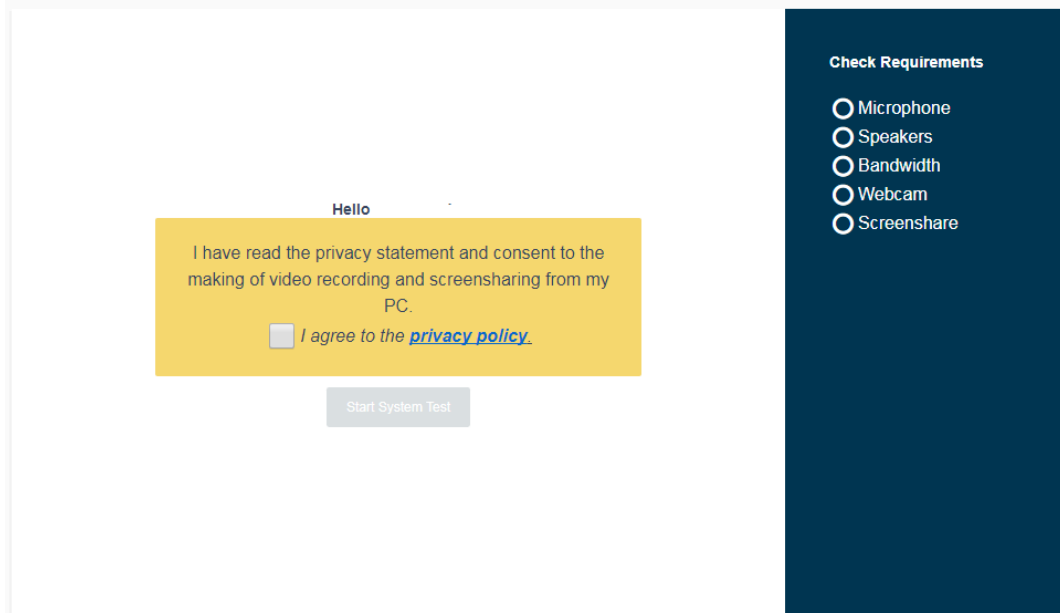 Hello
I have read the privacy statement and consent to the
making of video recording and screensharing from my
PC.
I agree to the privacy policy.
Start System Test
Check Requirements
Microphone
Speakers
Bandwidth
Webcam
Screenshare